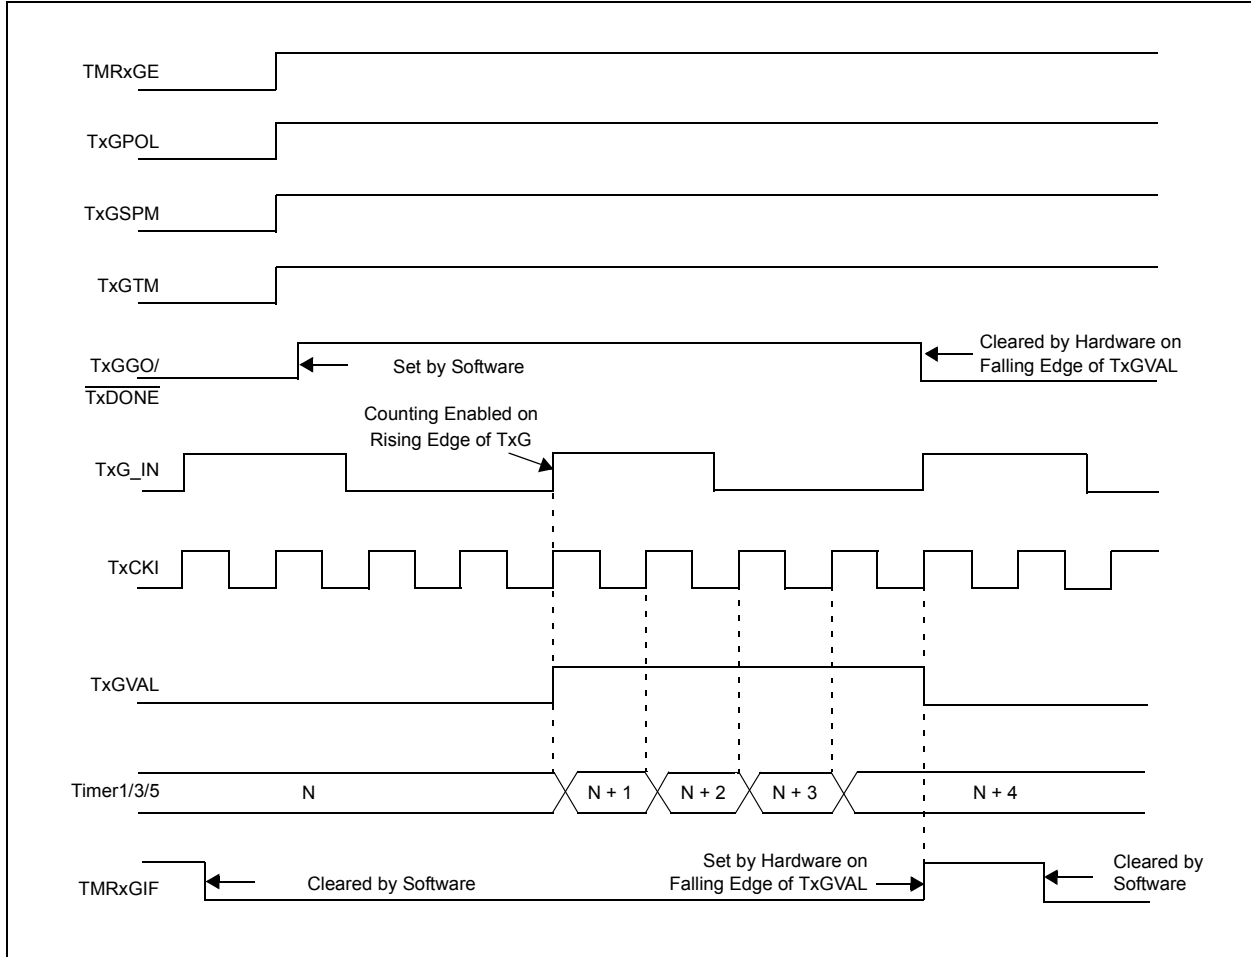 TMRxGE
TxGPOL
TxGSPM
TxGTM
TxGGO/
TxDONE
Set by Software
Cleared by Hardware on
Falling Edge of TxGVAL
Counting Enabled on
Rising Edge of TxG
TxG_IN
TxCKI
TxGVAL
Timer1/3/5
N
N + 1
N + 2
N + 3
N + 4
TMRxGIF
Cleared by Software
Set by Hardware on
Falling Edge of TxGVAL
Cleared by
Software